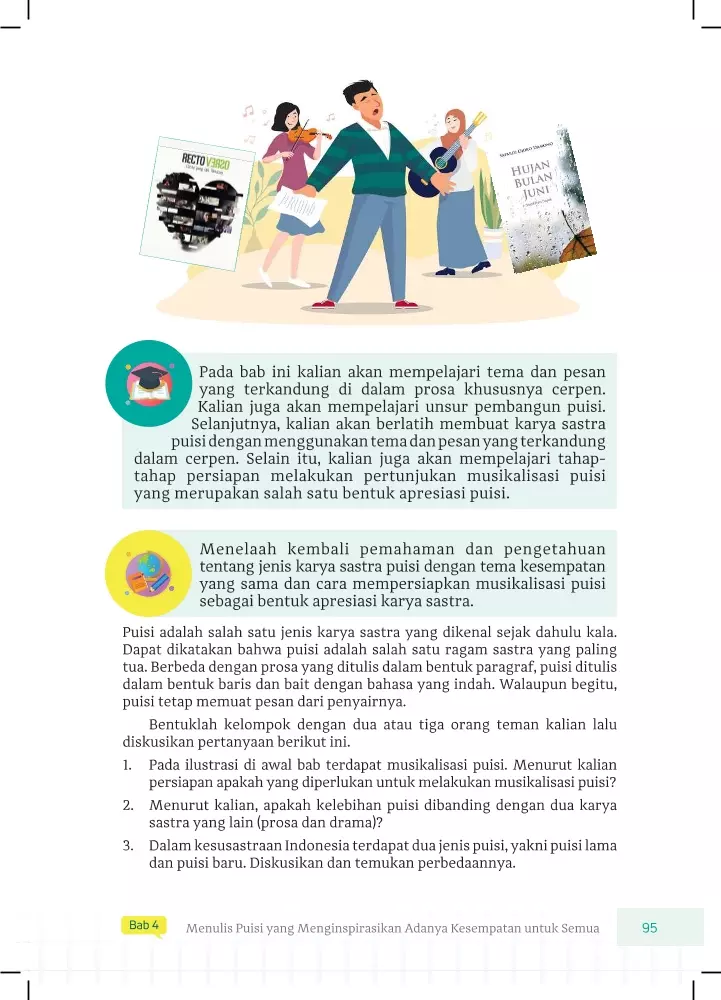 RECTOVERSO
SAPARDI DJOKO DAMONO
HUJAN
BULAN
JUNI
Pada bab ini kalian akan mempelajari tema dan pesan
yang terkandung di dalam prosa khususnya cerpen.
Kalian juga akan mempelajari unsur pembangun puisi.
Selanjutnya, kalian akan berlatih membuat karya sastra
puisi dengan menggunakan tema dan pesan yang terkandung
dalam cerpen. Selain itu, kalian juga akan mempelajari tahap-
tahap persiapan melakukan pertunjukan musikalisasi puisi
yang merupakan salah satu bentuk apresiasi puisi.
Menelaah kembali pemahaman dan pengetahuan
tentang jenis karya sastra puisi dengan tema kesempatan
yang sama dan cara mempersiapkan musikalisasi puisi
sebagai bentuk apresiasi karya sastra.
Puisi adalah salah satu jenis karya sastra yang dikenal sejak dahulu kala.
Dapat dikatakan bahwa puisi adalah salah satu ragam sastra yang paling
tua. Berbeda dengan prosa yang ditulis dalam bentuk paragraf, puisi ditulis
dalam bentuk baris dan bait dengan bahasa yang indah. Walaupun begitu,
puisi tetap memuat pesan dari penyairnya.
Bentuklah kelompok dengan dua atau tiga orang teman kalian lalu
diskusikan pertanyaan berikut ini.
1. Pada ilustrasi di awal bab terdapat musikalisasi puisi. Menurut kalian
persiapan apakah yang diperlukan untuk melakukan musikalisasi puisi?
2. Menurut kalian, apakah kelebihan puisi dibanding dengan dua karya
sastra yang lain (prosa dan drama)?
3. Dalam kesusastraan Indonesia terdapat dua jenis puisi, yakni puisi lama
dan puisi baru. Diskusikan dan temukan perbedaannya.
Bab 4 Menulis Puisi yang Menginspirasikan Adanya Kesempatan untuk Semua 95